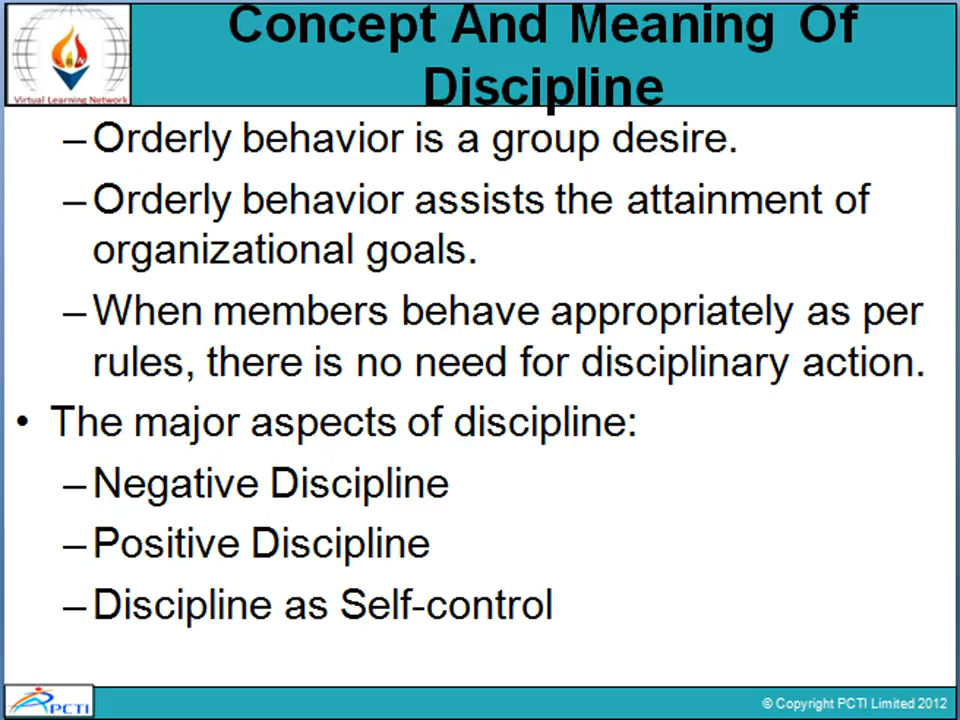 Concept And Meaning Of
Discipline
Virtual Learning Network
– Orderly behavior is a group desire.
– Orderly behavior assists the attainment of
organizational goals.
– When members behave appropriately as per
rules, there is no need for disciplinary action.
• The major aspects of discipline:
– Negative Discipline
– Positive Discipline
– Discipline as Self-control
PCTI
© Copyright PCTI Limited 2012